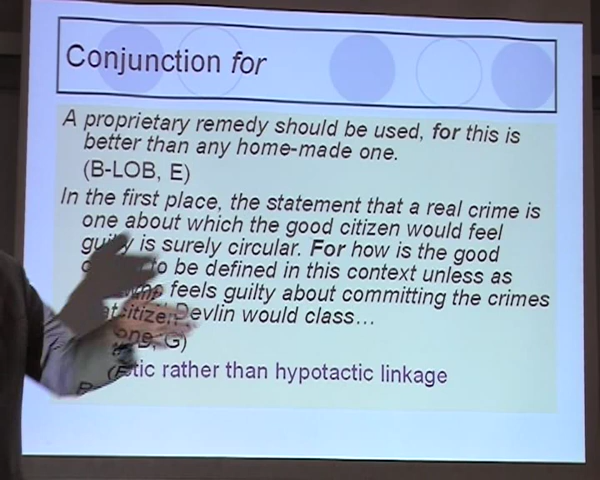 Conjunction for
A proprietary remedy should be used, for this is
better than any home-made one.
(B-LOB, E)
In the first place, the statement that a real crime is
one about which the good citizen would feel
guilty is surely circular. For how is the good
to be defined in this context unless as
feels guilty about committing the crimes
Devlin would class…
G)
rather than hypotactic linkage